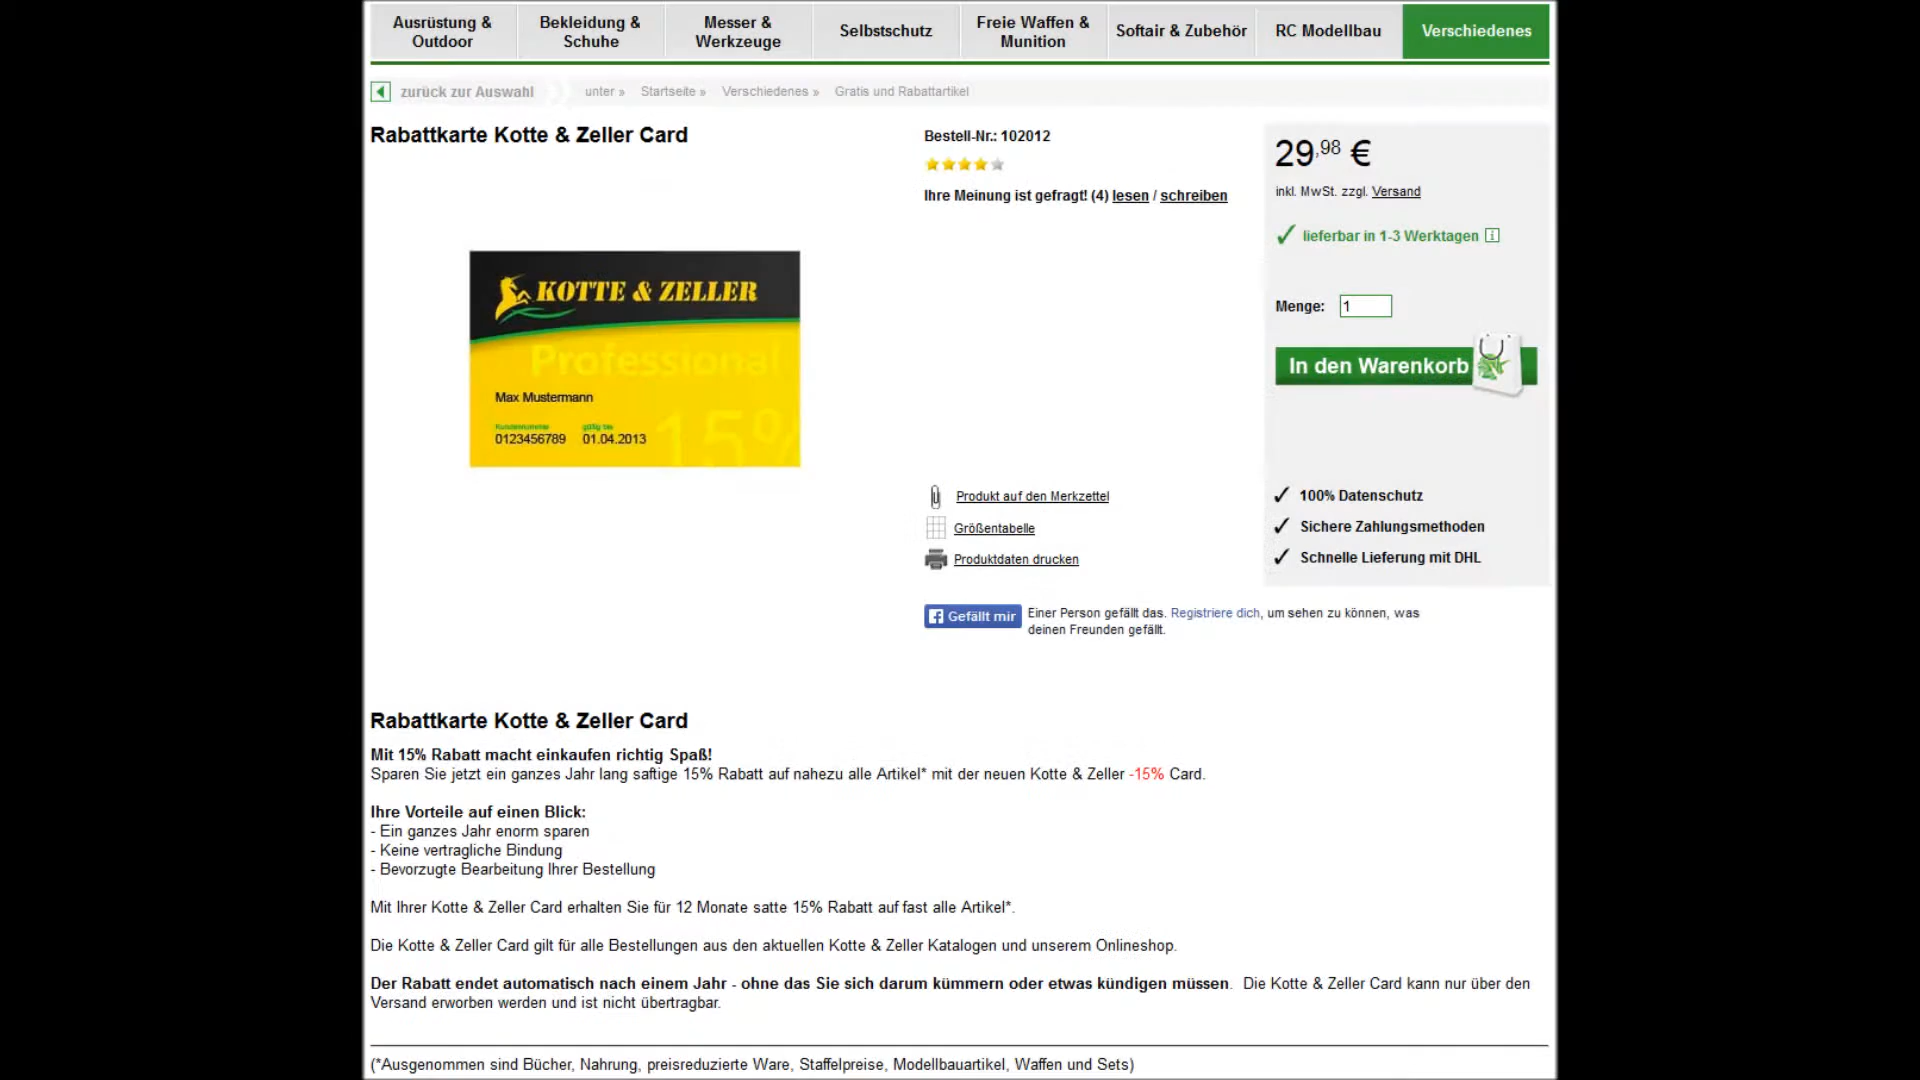 Ausrüstung & Outdoor
Bekleidung & Schuhe
Messer & Werkzeuge
Selbstschutz
Freie Waffen & Munition
Softair & Zubehör
RC Modellbau
Verschiedenes
zurück zur Auswahl
unter » Startseite » Verschiedenes » Gratis und Rabattartikel
Rabattkarte Kotte & Zeller Card
KOTTE & ZELLER
Professional
Max Mustermann
Kundennummer gültig bis
0123456789 01.04.2013
15%
Bestell-Nr.: 102012
Ihre Meinung ist gefragt! (4) lesen / schreiben
Produkt auf den Merkzettel
Größentabelle
Produktdaten drucken
29,98 €
inkl. MwSt. zzgl. Versand
lieferbar in 1-3 Werktagen i
Menge: 1
In den Warenkorb
100% Datenschutz
Sichere Zahlungsmethoden
Schnelle Lieferung mit DHL
Gefällt mir
Einer Person gefällt das. Registriere dich, um sehen zu können, was
deinen Freunden gefällt.
Rabattkarte Kotte & Zeller Card
Mit 15% Rabatt macht einkaufen richtig Spaß!
Sparen Sie jetzt ein ganzes Jahr lang saftige 15% Rabatt auf nahezu alle Artikel* mit der neuen Kotte & Zeller -15% Card.
Ihre Vorteile auf einen Blick:
- Ein ganzes Jahr enorm sparen
- Keine vertragliche Bindung
- Bevorzugte Bearbeitung Ihrer Bestellung
Mit Ihrer Kotte & Zeller Card erhalten Sie für 12 Monate satte 15% Rabatt auf fast alle Artikel*.
Die Kotte & Zeller Card gilt für alle Bestellungen aus den aktuellen Kotte & Zeller Katalogen und unserem Onlineshop.
Der Rabatt endet automatisch nach einem Jahr - ohne das Sie sich darum kümmern oder etwas kündigen müssen. Die Kotte & Zeller Card kann nur über den
Versand erworben werden und ist nicht übertragbar.
(*Ausgenommen sind Bücher, Nahrung, preisreduzierte Ware, Staffelpreise, Modellbauartikel, Waffen und Sets)